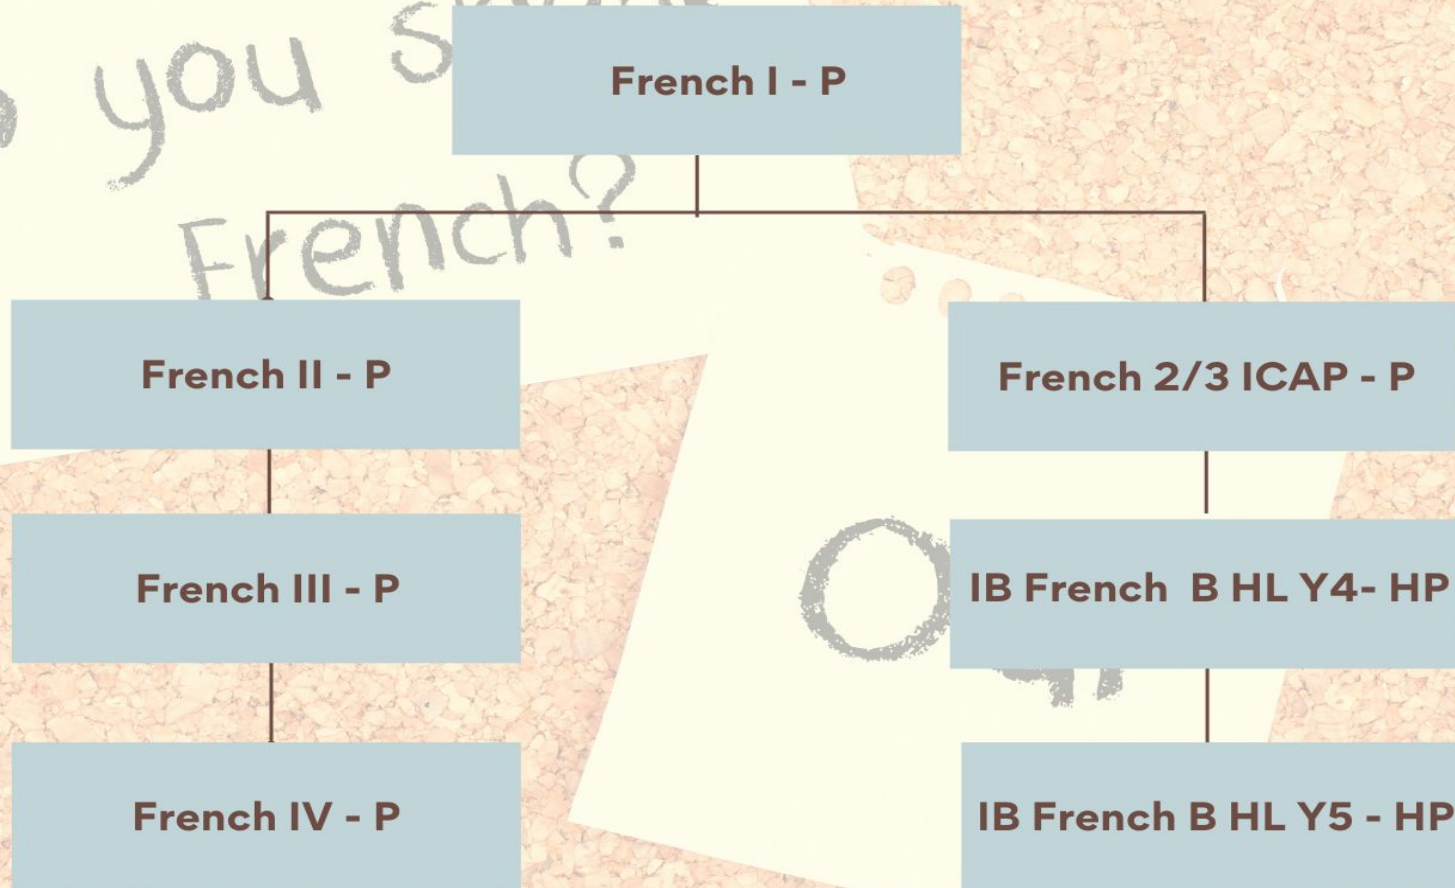 you
French?
French I - P
French II - P
French 2/3 ICAP - P
French III - P
IB French B HL Y4- HP
French IV - P
IB French B HL Y5 - HP